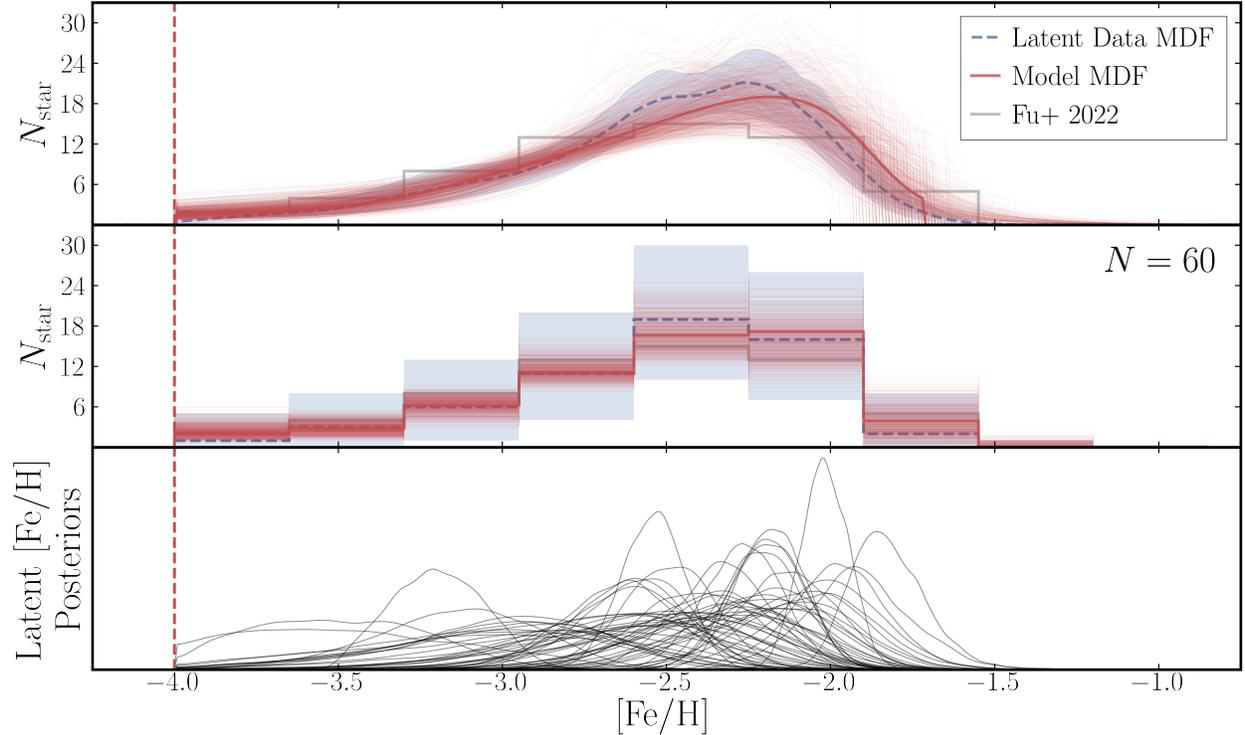 30
24
18
12
6
N_star
Latent Data MDF
Model MDF
Fu+ 2022
30
24
18
12
6
N_star
N = 60
Latent [Fe/H]
Posteriors
−4.0 −3.5 −3.0 −2.5 −2.0 −1.5 −1.0
[Fe/H]